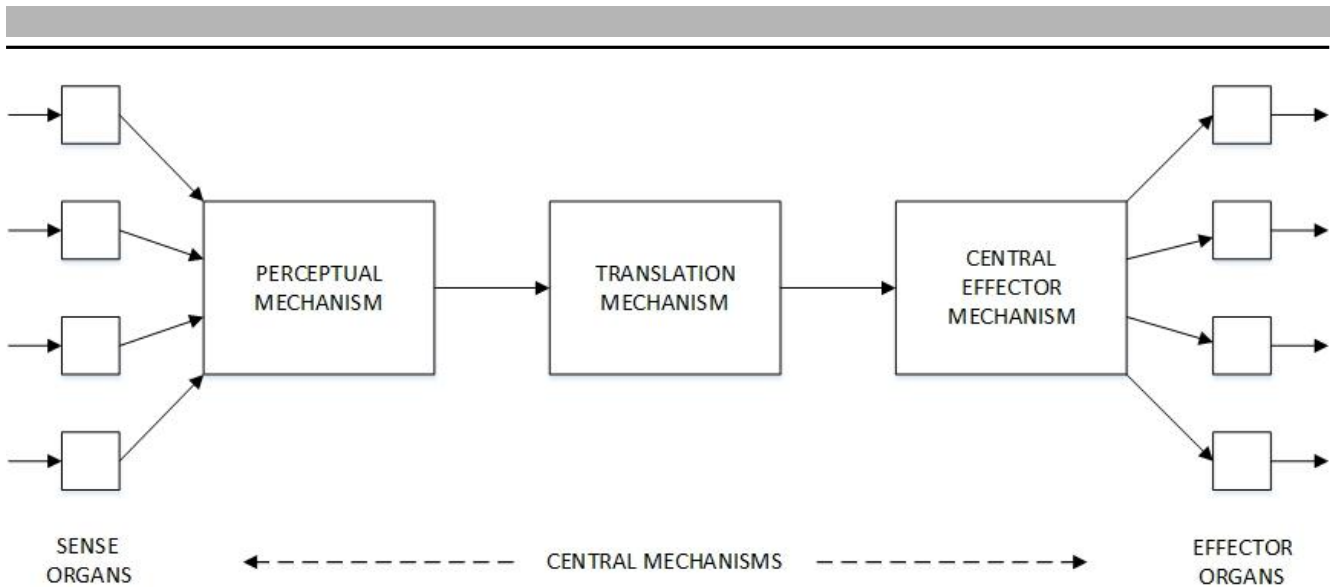 PERCEPTUAL
MECHANISM
TRANSLATION
MECHANISM
CENTRAL
EFFECTOR
MECHANISM
SENSE
ORGANS
CENTRAL MECHANISMS
EFFECTOR
ORGANS